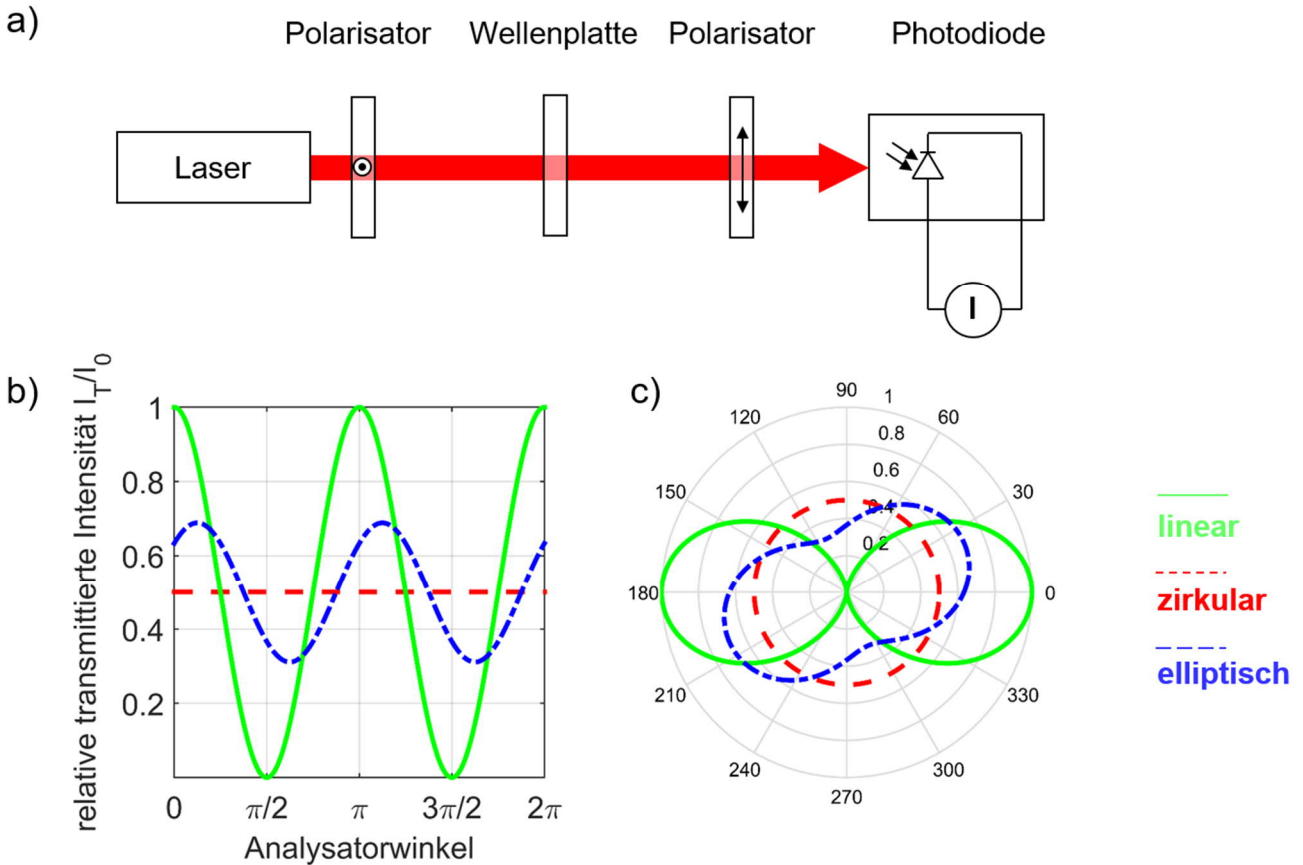 a)
Polarisator Wellenplatte Polarisator Photodiode
Laser
I
b)
relative transmittierte Intensität I_T/I_0
1
0.8
0.6
0.4
0.2
0 π/2 π 3π/2 2π
Analysatorwinkel
c)
90
1
120
60
0.8
0.6
150
30
0.4
0.2
180
0
210
330
240
300
270
linear
zirkular
elliptisch